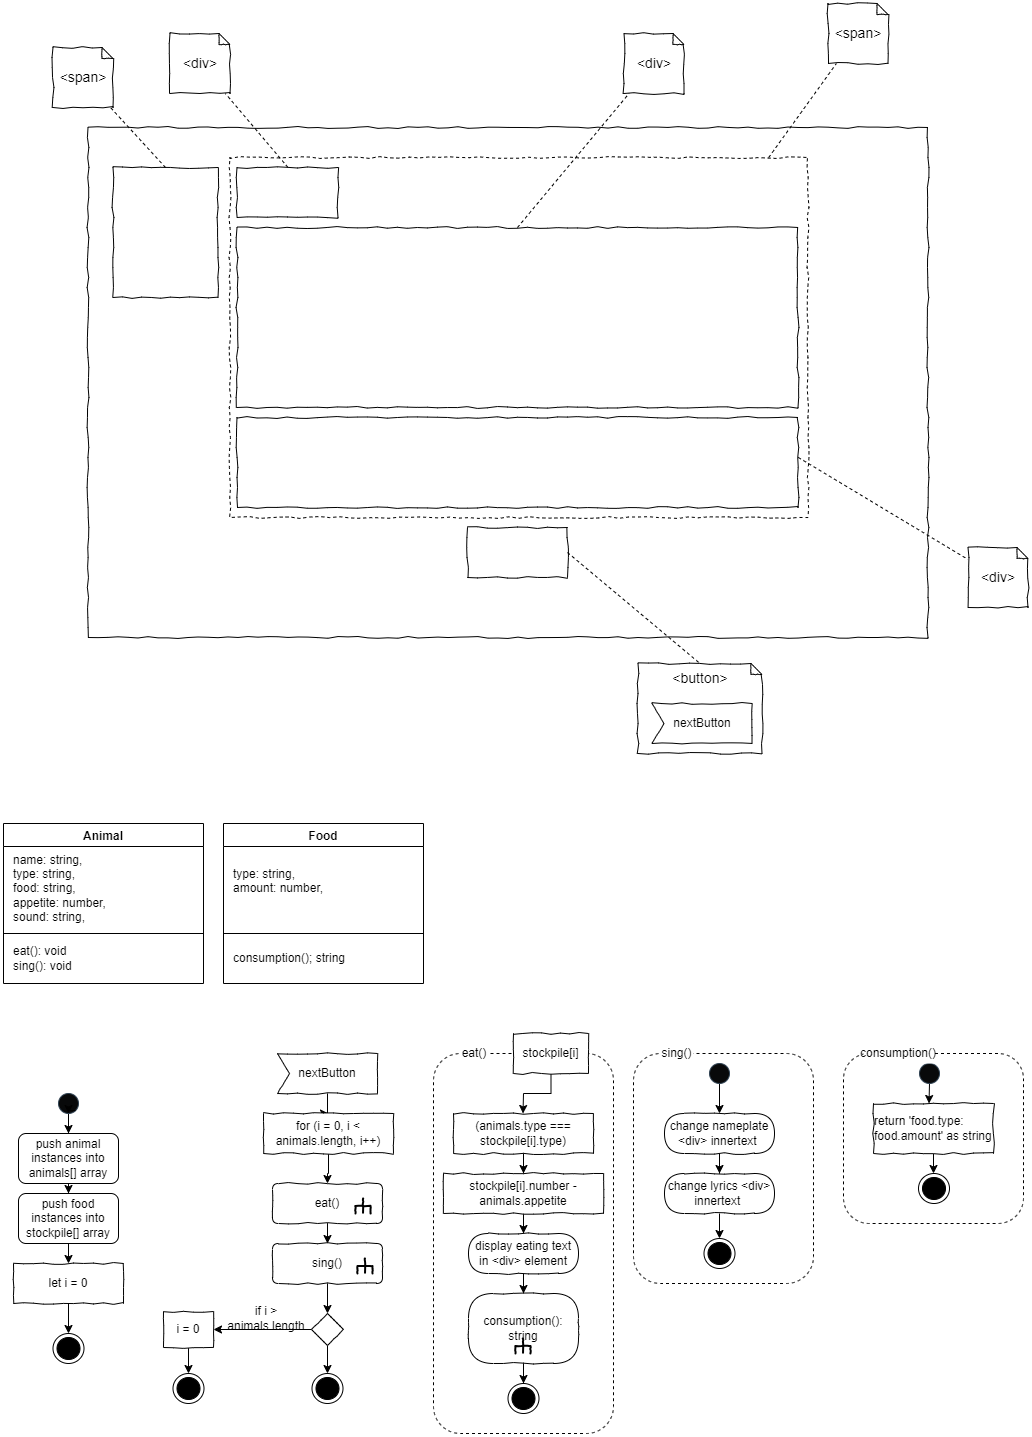 <span>
<div>
<div>
<span>
<div>
<button>
nextButton
Animal
name: string,
type: string,
food: string,
appetite: number,
sound: string,
eat(): void
sing(): void
Food
type: string,
amount: number,
consumption(); string
push animal
instances into
animals[] array
push food
instances into
stockpile[] array
let i = 0
nextButton
for (i = 0, i <
animals.length, i++)
eat()
sing()
if i >
animals.length
i = 0
eat()
stockpile[i]
(animals.type ===
stockpile[i].type)
stockpile[i].number -
animals.appetite
display eating text
in <div> element
consumption():
string
sing()
change nameplate
<div> innertext
change lyrics <div>
innertext
consumption()
return 'food.type:
food.amount' as string